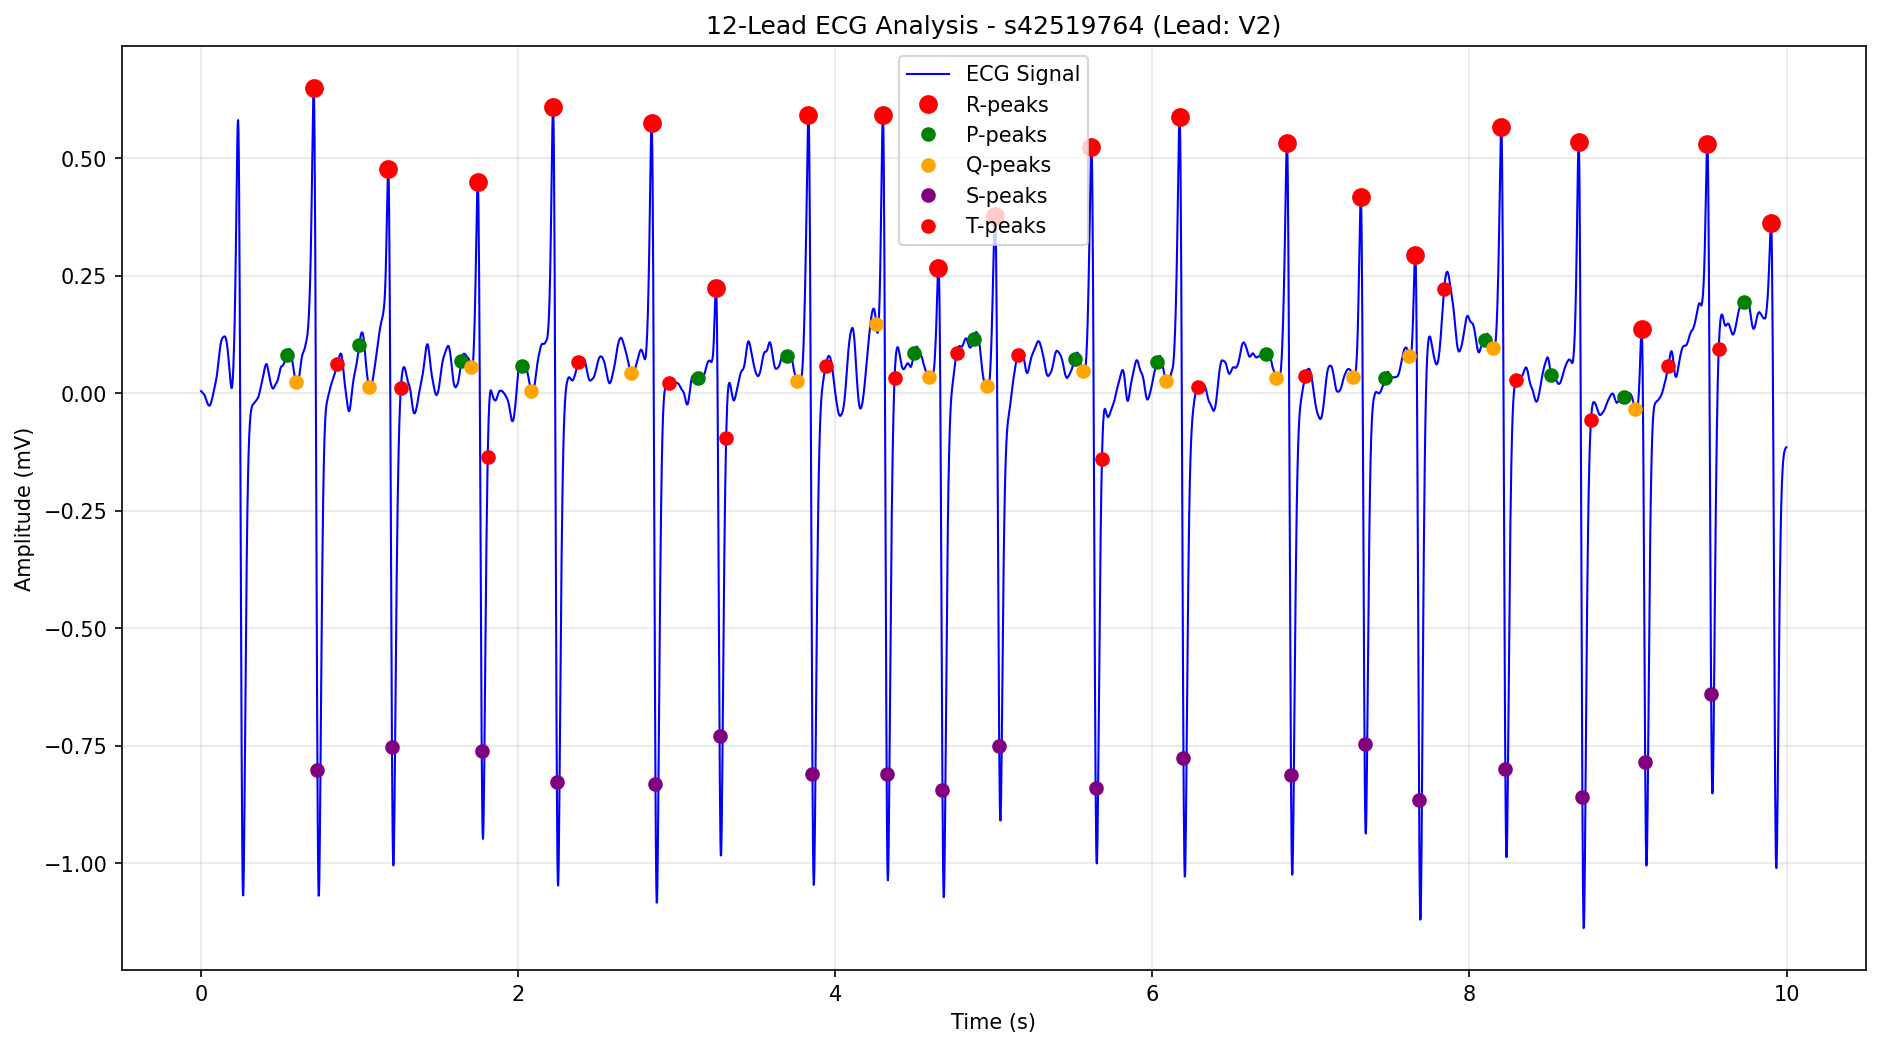 12-Lead ECG Analysis - s42519764 (Lead: V2)
ECG Signal
R-peaks
P-peaks
Q-peaks
S-peaks
T-peaks
Amplitude (mV)
0.50
0.25
0.00
−0.25
−0.50
−0.75
−1.00
0 2 4 6 8 10
Time (s)